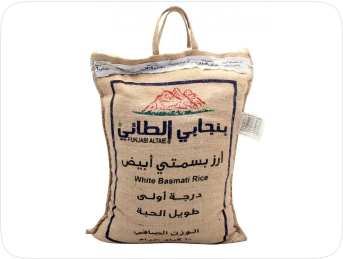 بنجابي الطائي
PUNJABI ALTAIE
أرز بسمتي أبيض
White Basmati Rice
درجة أولى
طويل الحبة
الوزن الصافي